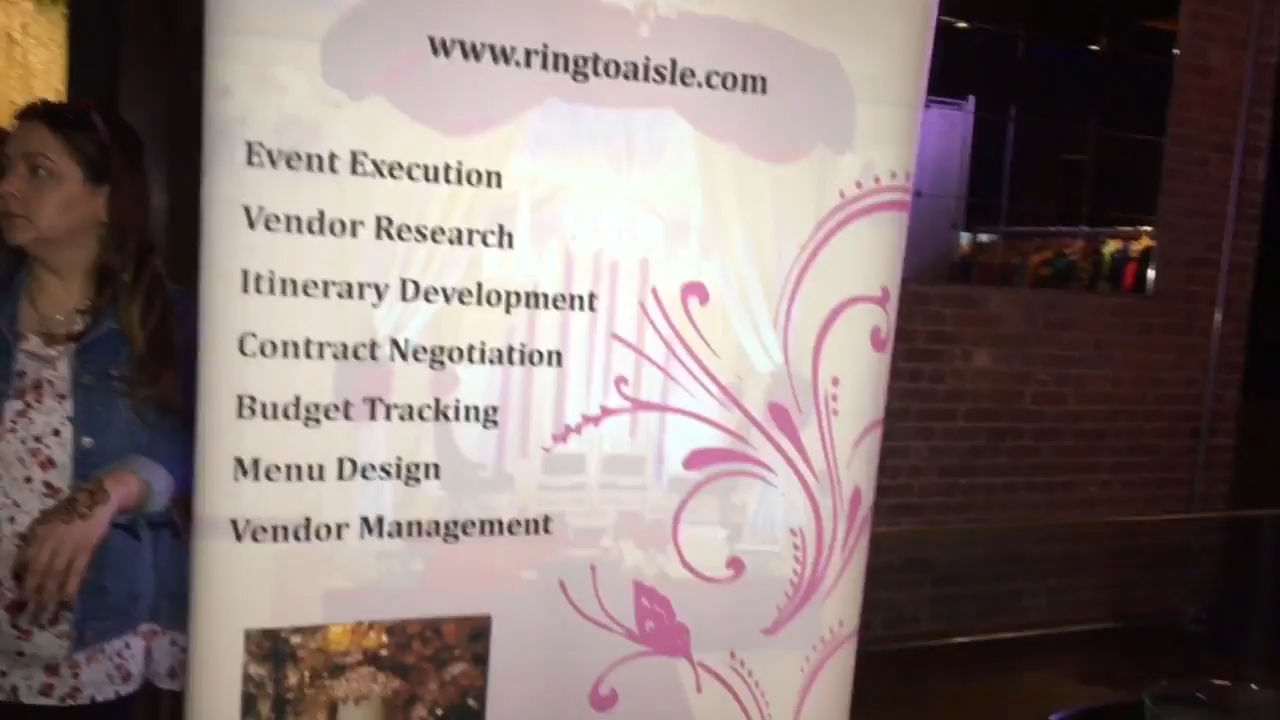 www.ringtoaisle.com
Event Execution
Vendor Research
Itinerary Development
Contract Negotiation
Budget Tracking
Menu Design
Vendor Management